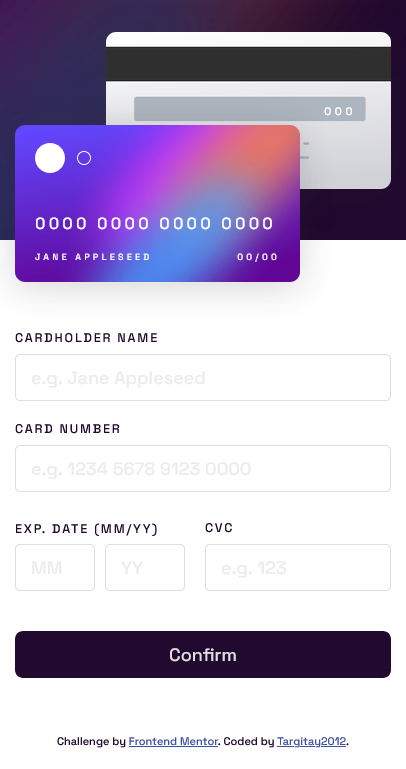 000
0000 0000 0000 0000
JANE APPLESEED 00/00
CARDHOLDER NAME
e.g. Jane Appleseed
CARD NUMBER
e.g. 1234 5678 9123 0000
EXP. DATE (MM/YY) CVC
MM YY e.g. 123
Confirm
Challenge by Frontend Mentor. Coded by Targitay2012.